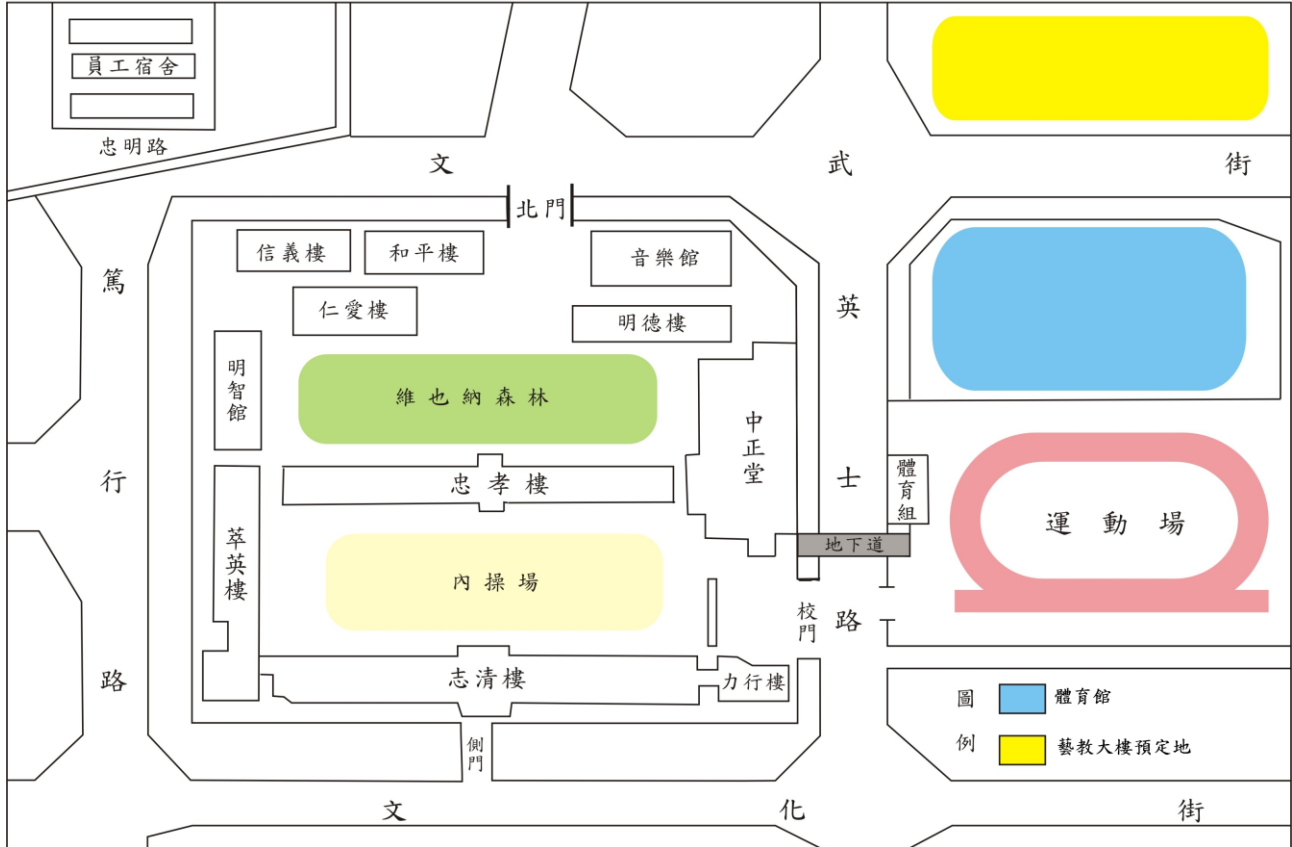 員工宿舍
忠明路
文武街
北門
信義樓
和平樓
音樂館
仁愛樓
明德樓
篤行路
英士路
明智館
維也納森林
中正堂
忠孝樓
體育組
運動場
萃英樓
地下道
內操場
校門
志清樓
力行樓
側門
圖例
體育館
藝教大樓預定地
文化街